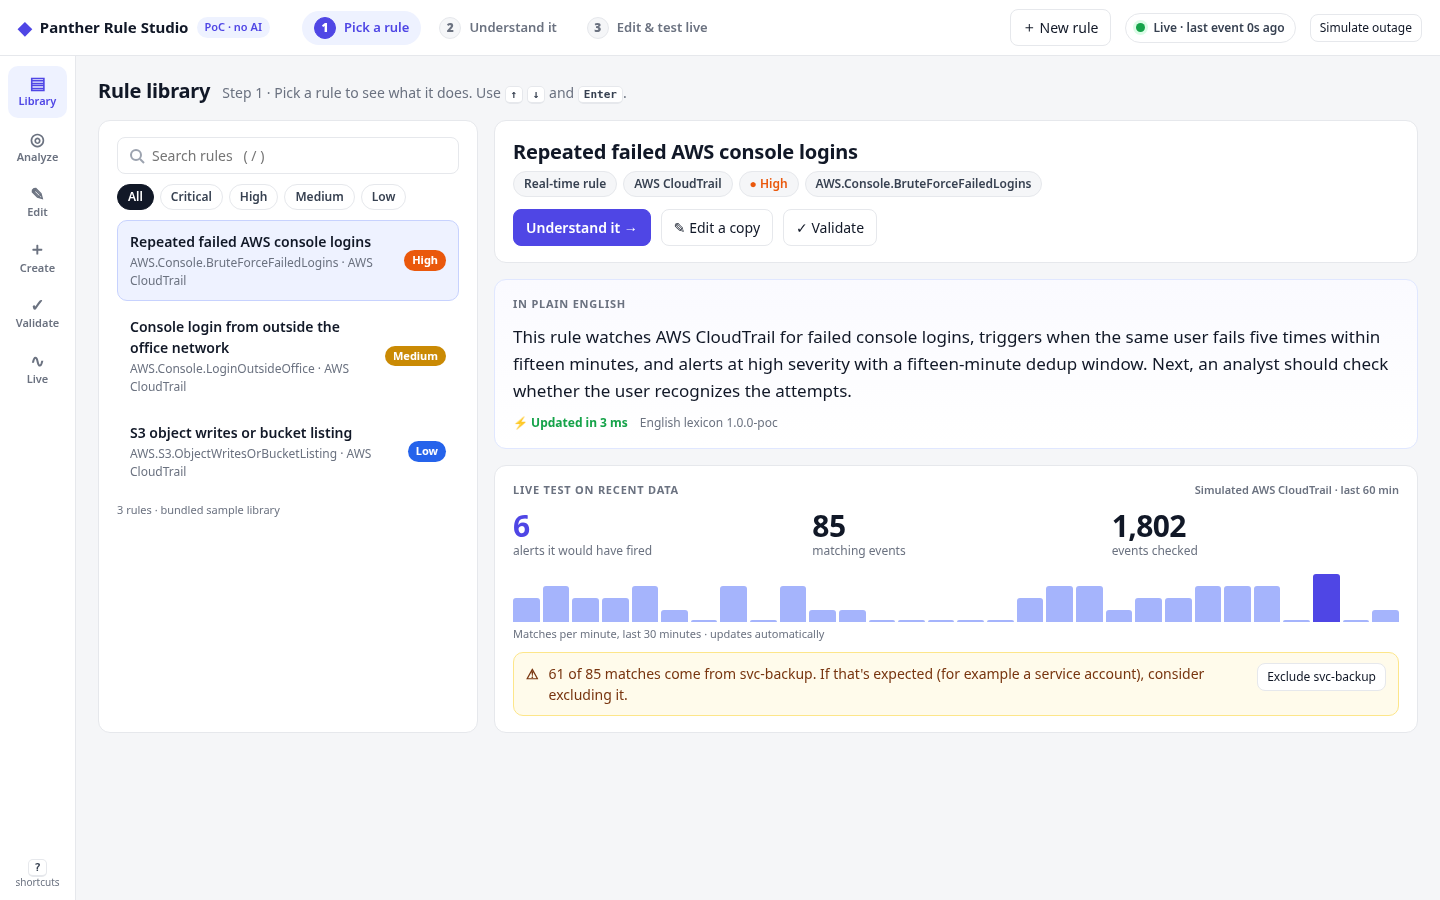 Panther Rule Studio PoC · no AI 1 Pick a rule 2 Understand it 3 Edit & test live + New rule Live · last event 0s ago Simulate outage
Library
Analyze
Edit
Create
Validate
Live
? 
shortcuts
Rule library Step 1 · Pick a rule to see what it does. Use ↑ ↓ and Enter.
Search rules ( / )
All Critical High Medium Low
Repeated failed AWS console logins
AWS.Console.BruteForceFailedLogins · AWS
CloudTrail
High
Console login from outside the
office network
AWS.Console.LoginOutsideOffice · AWS
CloudTrail
Medium
S3 object writes or bucket listing
AWS.S3.ObjectWritesOrBucketListing · AWS
CloudTrail
Low
3 rules · bundled sample library
Repeated failed AWS console logins
Real-time rule AWS CloudTrail ● High AWS.Console.BruteForceFailedLogins
Understand it → ✎ Edit a copy ✓ Validate
IN PLAIN ENGLISH
This rule watches AWS CloudTrail for failed console logins, triggers when the same user fails five times within
fifteen minutes, and alerts at high severity with a fifteen-minute dedup window. Next, an analyst should check
whether the user recognizes the attempts.
⚡ Updated in 3 ms English lexicon 1.0.0-poc
LIVE TEST ON RECENT DATA Simulated AWS CloudTrail · last 60 min
6 85 1,802
alerts it would have fired matching events events checked
Matches per minute, last 30 minutes · updates automatically
⚠ 61 of 85 matches come from svc-backup. If that's expected (for example a service account), consider
excluding it.
Exclude svc-backup